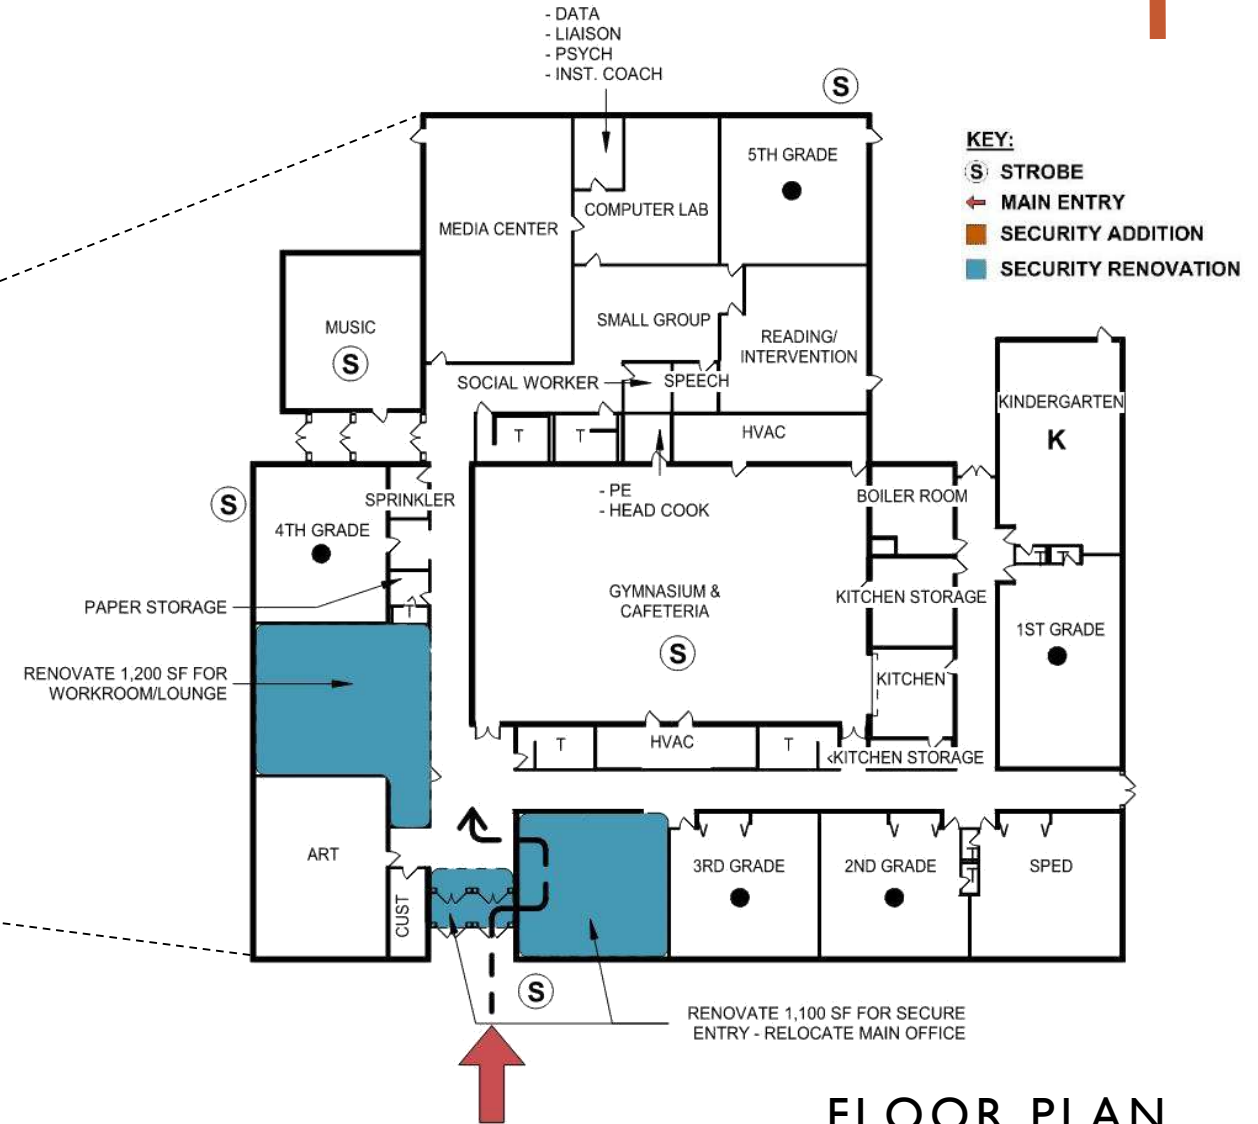 - DATA
- LIAISON
- PSYCH
- INST. COACH
S
KEY:
S STROBE
MAIN ENTRY
SECURITY ADDITION
SECURITY RENOVATION
5TH GRADE
COMPUTER LAB
MEDIA CENTER
MUSIC
S
SMALL GROUP
READING/
INTERVENTION
SOCIAL WORKER
SPEECH
KINDERGARTEN
K
T
T
HVAC
- PE
- HEAD COOK
S
SPRINKLER
4TH GRADE
BOILER ROOM
T
T
PAPER STORAGE
T
GYMNASIUM &
CAFETERIA
S
KITCHEN STORAGE
1ST GRADE
RENOVATE 1,200 SF FOR
WORKROOM/LOUNGE
KITCHEN
T
HVAC
T
KITCHEN STORAGE
ART
CUST
3RD GRADE
2ND GRADE
T
T
SPED
S
RENOVATE 1,100 SF FOR SECURE
ENTRY - RELOCATE MAIN OFFICE
FLOOR PLAN